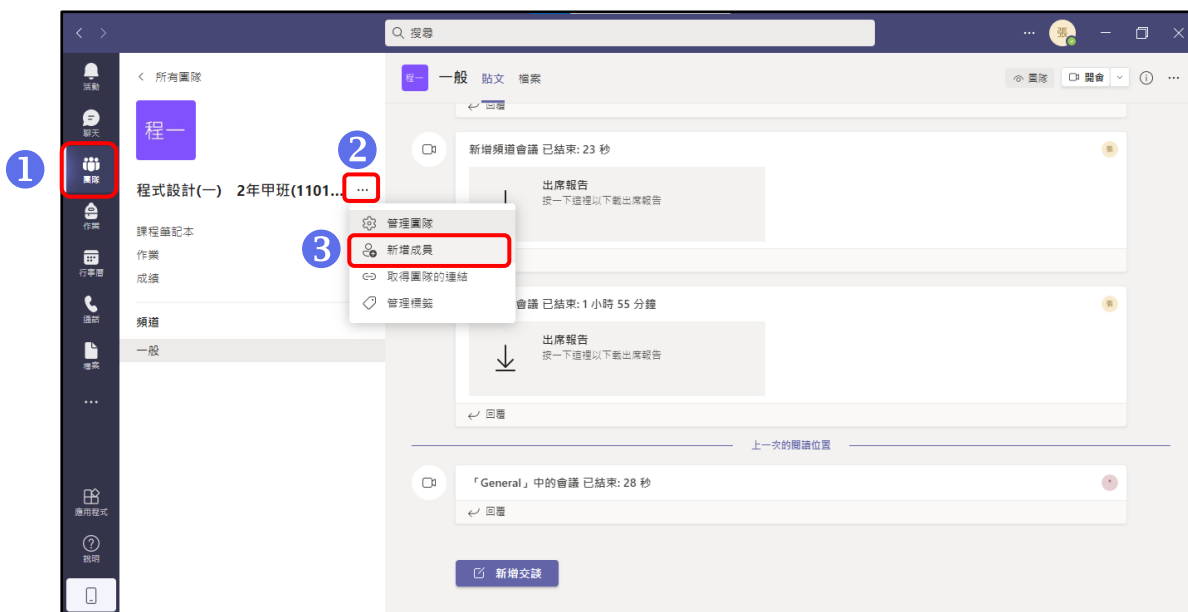 搜尋
張
活動
聊天
團隊
作業
行事曆
通話
檔案
應用程式
說明
1
2
3
所有團隊
程一
程式設計(一) 2年甲班(1101...
課程筆記本
作業
成績
頻道
一般
管理團隊
新增成員
取得團隊的連結
管理標籤
程一 一般 貼文 檔案
團隊
開會
回覆
新增頻道會議 已結束: 23 秒
張
出席報告
按一下這裡以下載出席報告
會議 已結束: 1 小時 55 分鐘
張
出席報告
按一下這裡以下載出席報告
回覆
上一次的閱讀位置
「General」中的會議 已結束: 28 秒
回覆
新增交談